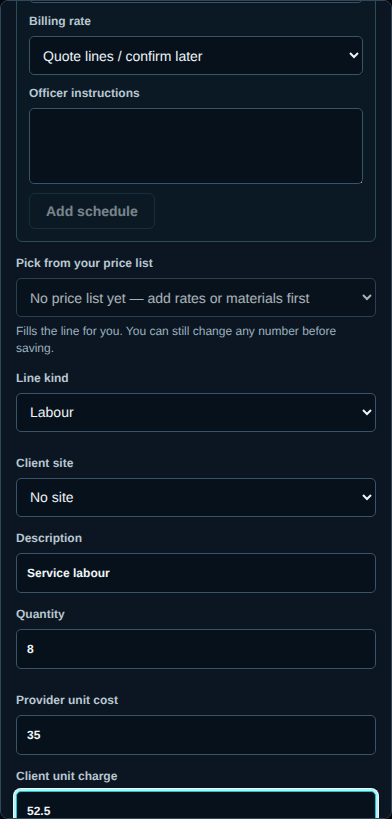 Billing rate
Quote lines / confirm later
Officer instructions
Add schedule
Pick from your price list
No price list yet — add rates or materials first
Fills the line for you. You can still change any number before
saving.
Line kind
Labour
Client site
No site
Description
Service labour
Quantity
8
Provider unit cost
35
Client unit charge
52.5